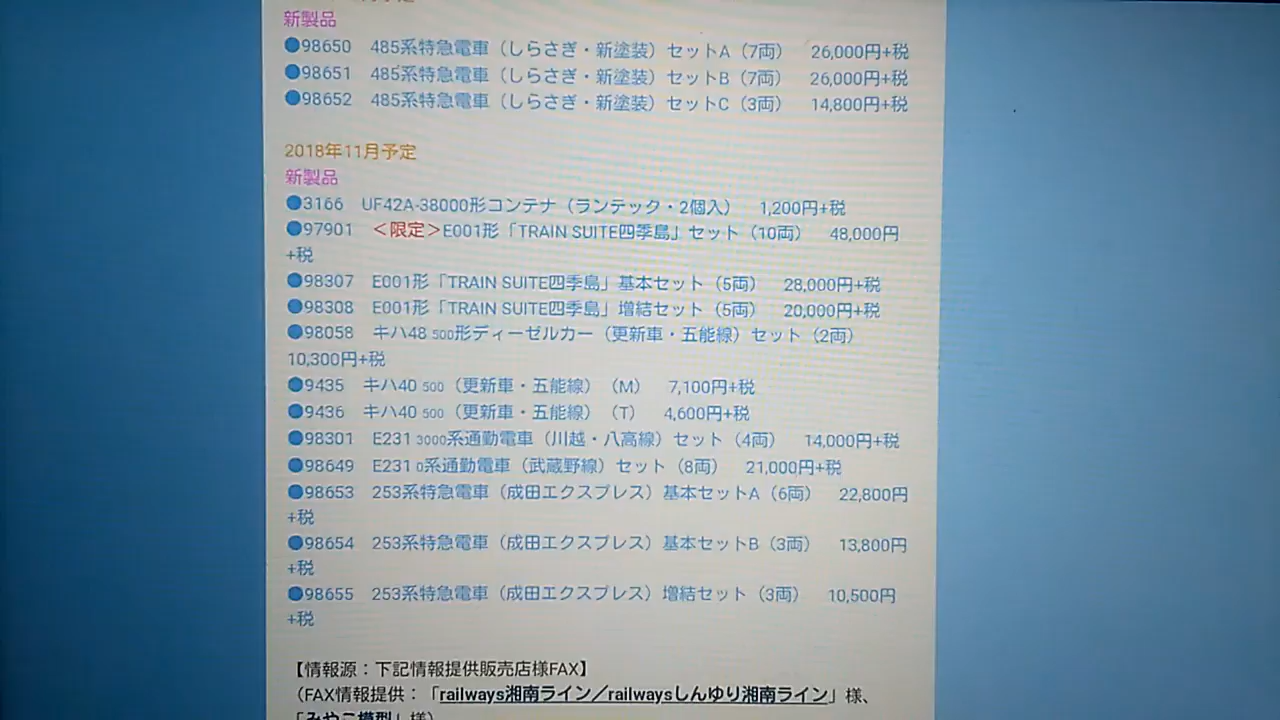 新製品
●98650 485系特急電車（しらさぎ・新塗装）セットA（7両） 26,000円+税
●98651 485系特急電車（しらさぎ・新塗装）セットB（7両） 26,000円+税
●98652 485系特急電車（しらさぎ・新塗装）セットC（3両） 14,800円+税
2018年11月予定
新製品
●3166 UF42A-38000形コンテナ（ランテック・2個入） 1,200円+税
●97901 ＜限定＞E001形「TRAIN SUITE四季島」セット（10両） 48,000円
+税
●98307 E001形「TRAIN SUITE四季島」基本セット（5両） 28,000円+税
●98308 E001形「TRAIN SUITE四季島」増結セット（5両） 20,000円+税
●98058 キハ48 500形ディーゼルカー（更新車・五能線）セット（2両）
10,300円+税
●9435 キハ40 500（更新車・五能線）（M） 7,100円+税
●9436 キハ40 500（更新車・五能線）（T） 4,600円+税
●98301 E231 3000系通勤電車（川越・八高線）セット（4両） 14,000円+税
●98649 E231 0系通勤電車（武蔵野線）セット（8両） 21,000円+税
●98653 253系特急電車（成田エクスプレス）基本セットA（6両） 22,800円
+税
●98654 253系特急電車（成田エクスプレス）基本セットB（3両） 13,800円
+税
●98655 253系特急電車（成田エクスプレス）増結セット（3両） 10,500円
+税
【情報源：下記情報提供販売店様FAX】
（FAX情報提供：「railways湘南ライン／railwaysしんゆり湘南ライン」様、
「みやこ模型」様）